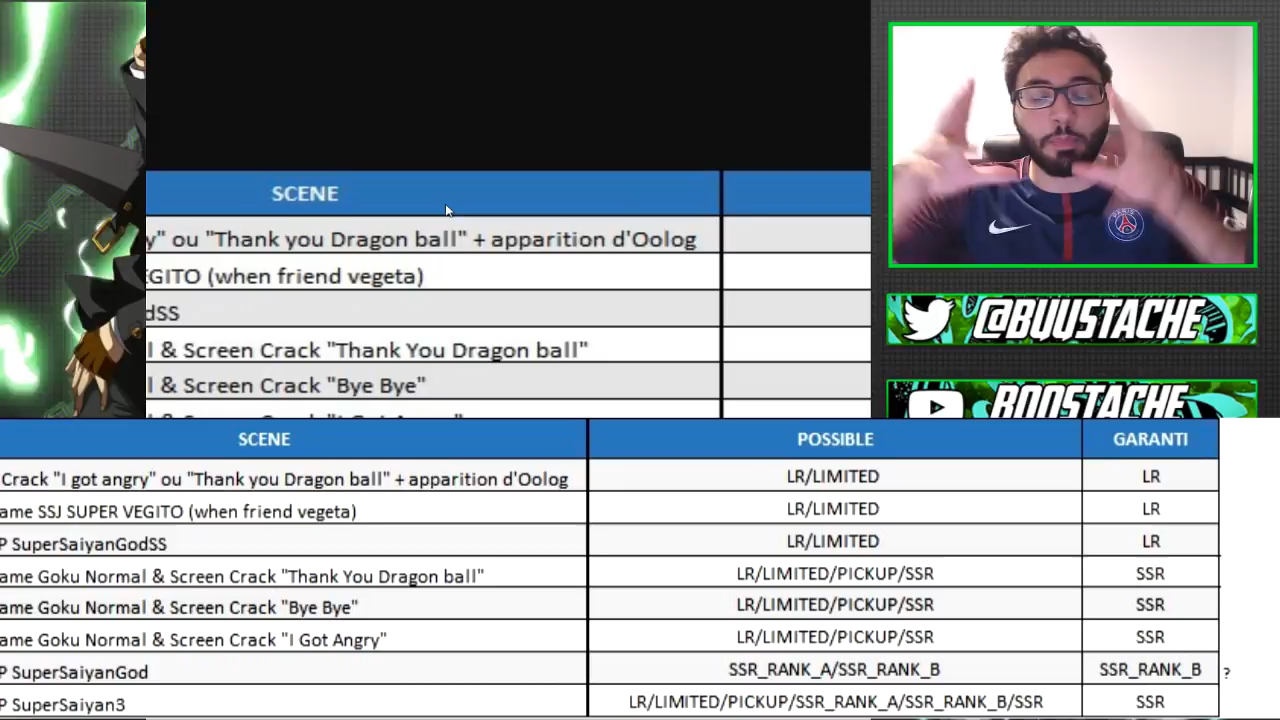 SCENE
y" ou "Thank you Dragon ball" + apparition d'Oolog
EGITO (when friend vegeta)
dSS
l & Screen Crack "Thank You Dragon ball"
l & Screen Crack "Bye Bye"
PARIS
@BUUSTACHE
BOOSTACHE
SCENE POSSIBLE GARANTI
Crack "I got angry" ou "Thank you Dragon ball" + apparition d'Oolog LR/LIMITED LR
ame SSJ SUPER VEGITO (when friend vegeta) LR/LIMITED LR
P SuperSaiyanGodSS LR/LIMITED LR
ame Goku Normal & Screen Crack "Thank You Dragon ball" LR/LIMITED/PICKUP/SSR SSR
ame Goku Normal & Screen Crack "Bye Bye" LR/LIMITED/PICKUP/SSR SSR
ame Goku Normal & Screen Crack "I Got Angry" LR/LIMITED/PICKUP/SSR SSR
P SuperSaiyanGod SSR_RANK_A/SSR_RANK_B SSR_RANK_B ?
P SuperSaiyan3 LR/LIMITED/PICKUP/SSR_RANK_A/SSR_RANK_B/SSR SSR